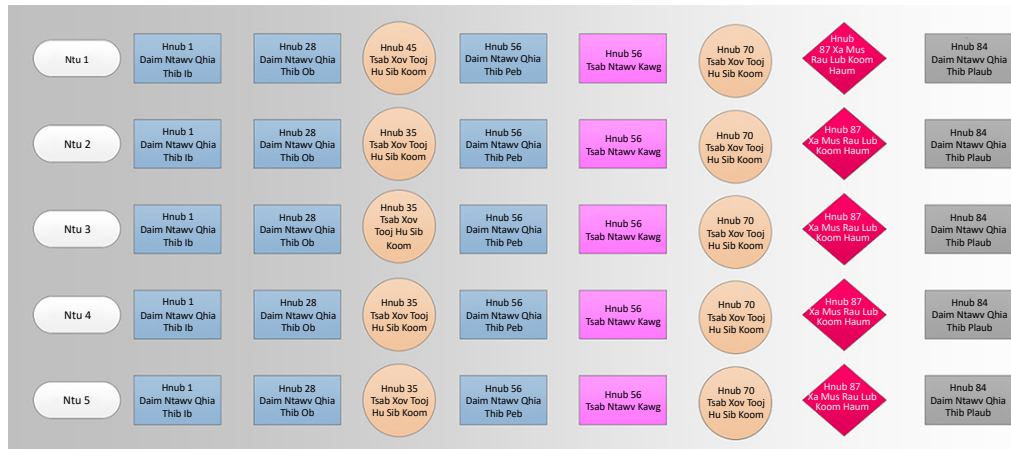 Ntu 1
Hnub 1
Daim Ntawv Qhia
Thib Ib
Hnub 28
Daim Ntawv Qhia
Thib Ob
Hnub 45
Tsab Xov Tooj
Hu Sib Koom
Hnub 56
Daim Ntawv Qhia
Thib Peb
Hnub 56
Tsab Ntawv Kawg
Hnub 70
Tsab Xov Tooj
Hu Sib Koom
Hnub
87 Xa Mus
Rau Lub Koom
Haum
Hnub 84
Daim Ntawv Qhia
Thib Plaub
Ntu 2
Hnub 1
Daim Ntawv Qhia
Thib Ib
Hnub 28
Daim Ntawv Qhia
Thib Ob
Hnub 35
Tsab Xov Tooj
Hu Sib Koom
Hnub 56
Daim Ntawv Qhia
Thib Peb
Hnub 56
Tsab Ntawv Kawg
Hnub 70
Tsab Xov Tooj
Hu Sib Koom
Hnub 87
Xa Mus Rau Lub
Koom Haum
Hnub 84
Daim Ntawv Qhia
Thib Plaub
Ntu 3
Hnub 1
Daim Ntawv Qhia
Thib Ib
Hnub 28
Daim Ntawv Qhia
Thib Ob
Hnub 35
Tsab Xov
Tooj Hu Sib
Koom
Hnub 56
Daim Ntawv Qhia
Thib Peb
Hnub 56
Tsab Ntawv Kawg
Hnub 70
Tsab Xov Tooj
Hu Sib Koom
Hnub 87
Xa Mus Rau Lub
Koom Haum
Hnub 84
Daim Ntawv Qhia
Thib Plaub
Ntu 4
Hnub 1
Daim Ntawv Qhia
Thib Ib
Hnub 28
Daim Ntawv Qhia
Thib Ob
Hnub 35
Tsab Xov Tooj
Hu Sib Koom
Hnub 56
Daim Ntawv Qhia
Thib Peb
Hnub 56
Tsab Ntawv Kawg
Hnub 70
Tsab Xov Tooj
Hu Sib Koom
Hnub 87
Xa Mus Rau Lub
Koom Haum
Hnub 84
Daim Ntawv Qhia
Thib Plaub
Ntu 5
Hnub 1
Daim Ntawv Qhia
Thib Ib
Hnub 28
Daim Ntawv Qhia
Thib Ob
Hnub 35
Tsab Xov Tooj
Hu Sib Koom
Hnub 56
Daim Ntawv Qhia
Thib Peb
Hnub 56
Tsab Ntawv Kawg
Hnub 70
Tsab Xov Tooj
Hu Sib Koom
Hnub 87
Xa Mus Rau Lub
Koom Haum
Hnub 84
Daim Ntawv Qhia
Thib Plaub